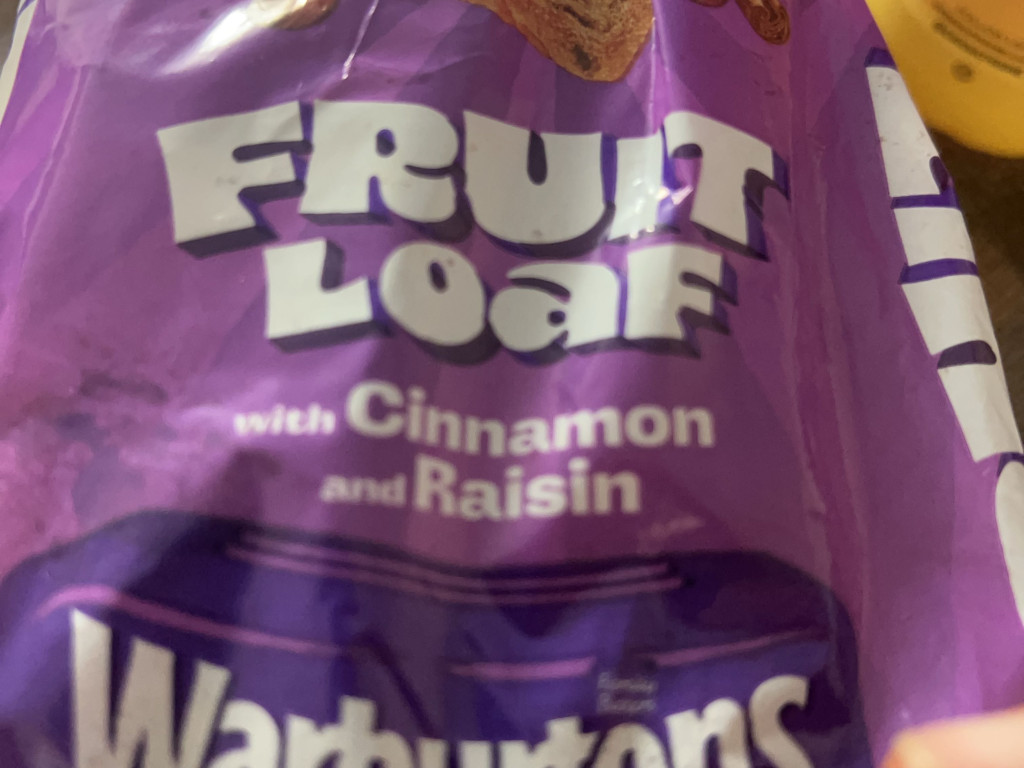 FRUIT
LOaF
with Cinnamon
and Raisin
Warburtons